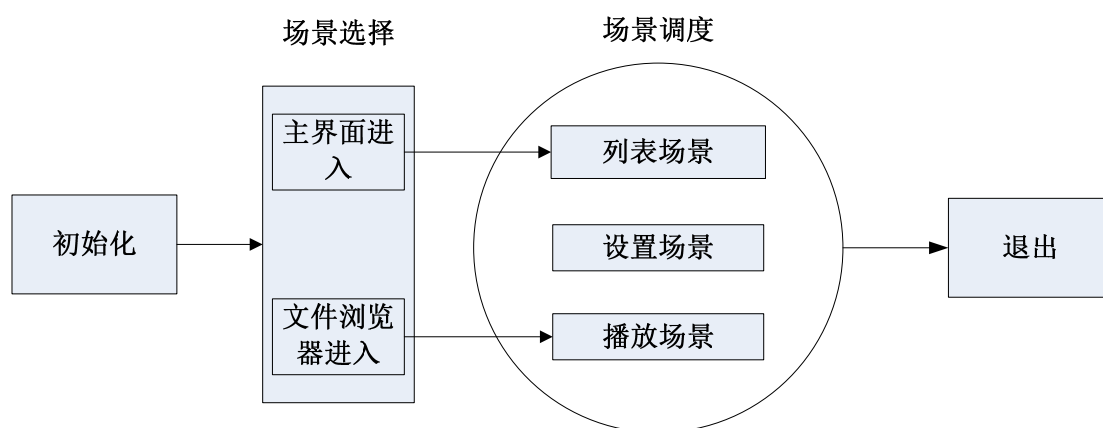 场景选择
场景调度
初始化
主界面进
入
文件浏览
器进入
列表场景
设置场景
播放场景
退出